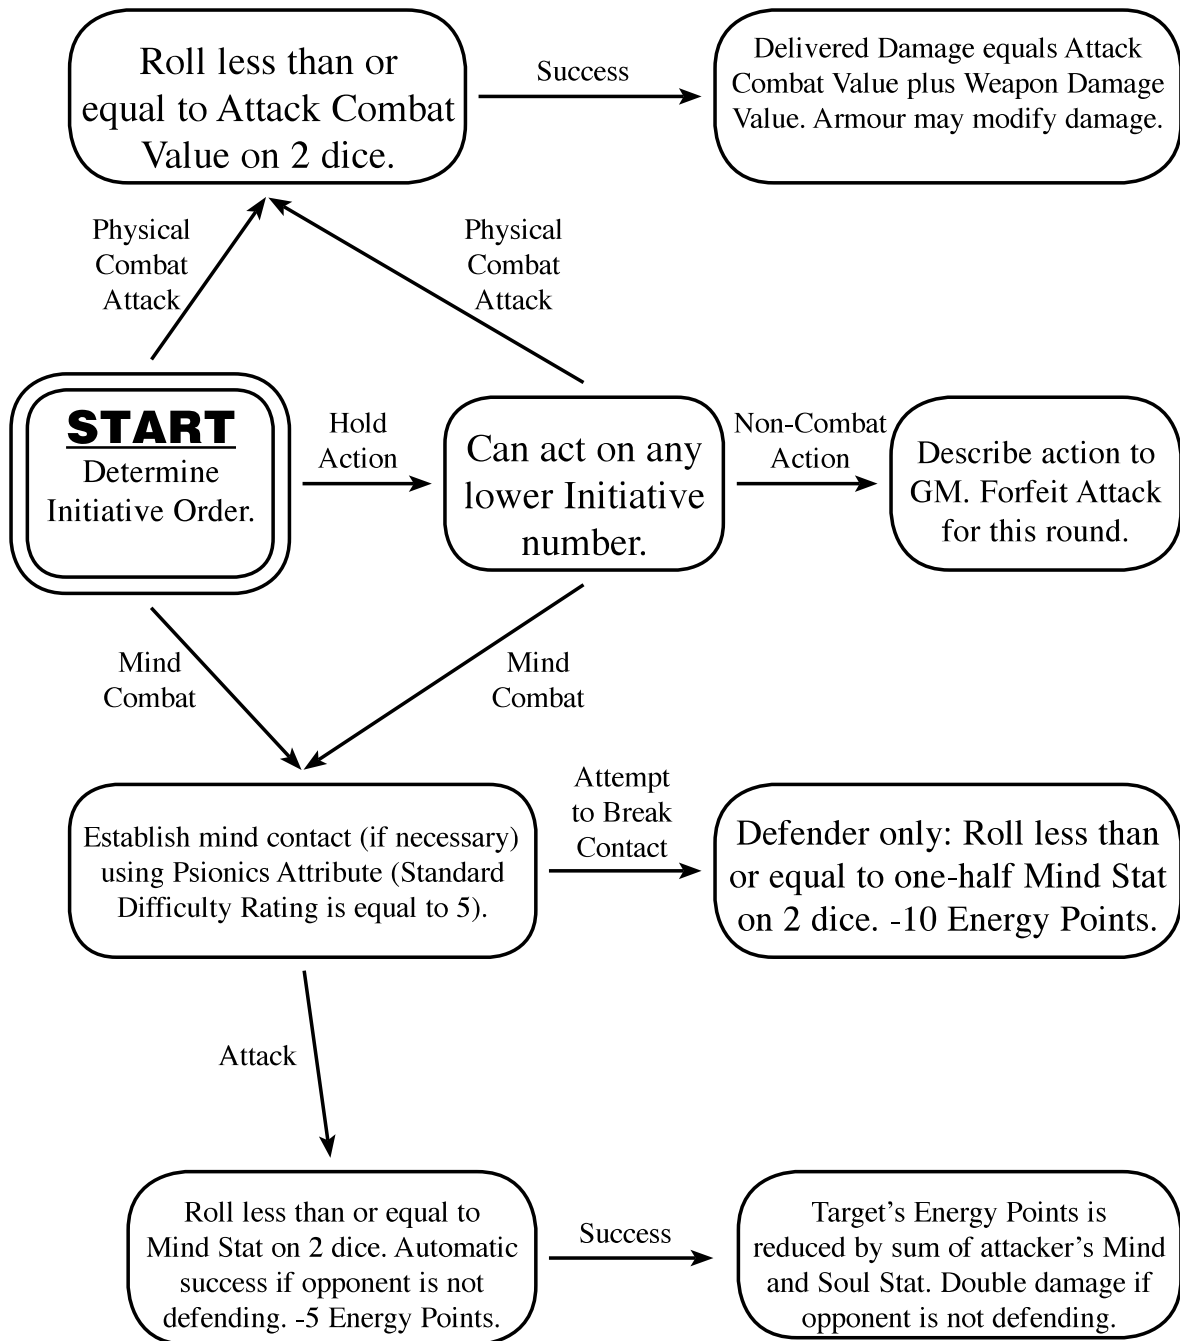 Roll less than or
equal to Attack Combat
Value on 2 dice.
Success
Delivered Damage equals Attack
Combat Value plus Weapon Damage
Value. Armour may modify damage.
Physical
Combat
Attack
Physical
Combat
Attack
START
Determine
Initiative Order.
Hold
Action
Can act on any
lower Initiative
number.
Non-Combat
Action
Describe action to
GM. Forfeit Attack
for this round.
Mind
Combat
Mind
Combat
Establish mind contact (if necessary)
using Psionics Attribute (Standard
Difficulty Rating is equal to 5).
Attempt
to Break
Contact
Defender only: Roll less than
or equal to one-half Mind Stat
on 2 dice. -10 Energy Points.
Attack
Roll less than or equal to
Mind Stat on 2 dice. Automatic
success if opponent is not
defending. -5 Energy Points.
Success
Target’s Energy Points is
reduced by sum of attacker’s Mind
and Soul Stat. Double damage if
opponent is not defending.